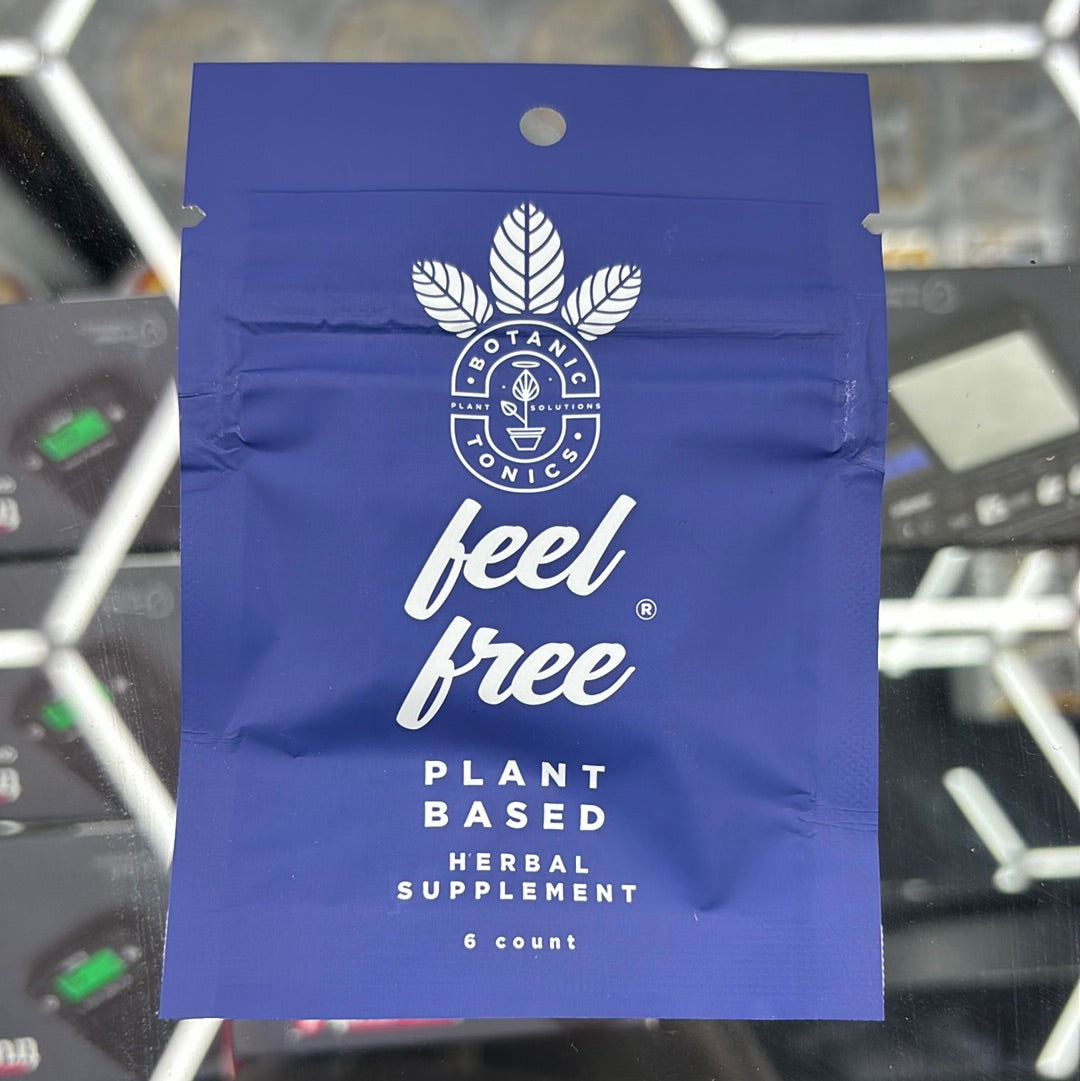 BOTANIC
PLANT SOLUTIONS
TONICS
feel
free®
PLANT
BASED
HERBAL
SUPPLEMENT
6 count